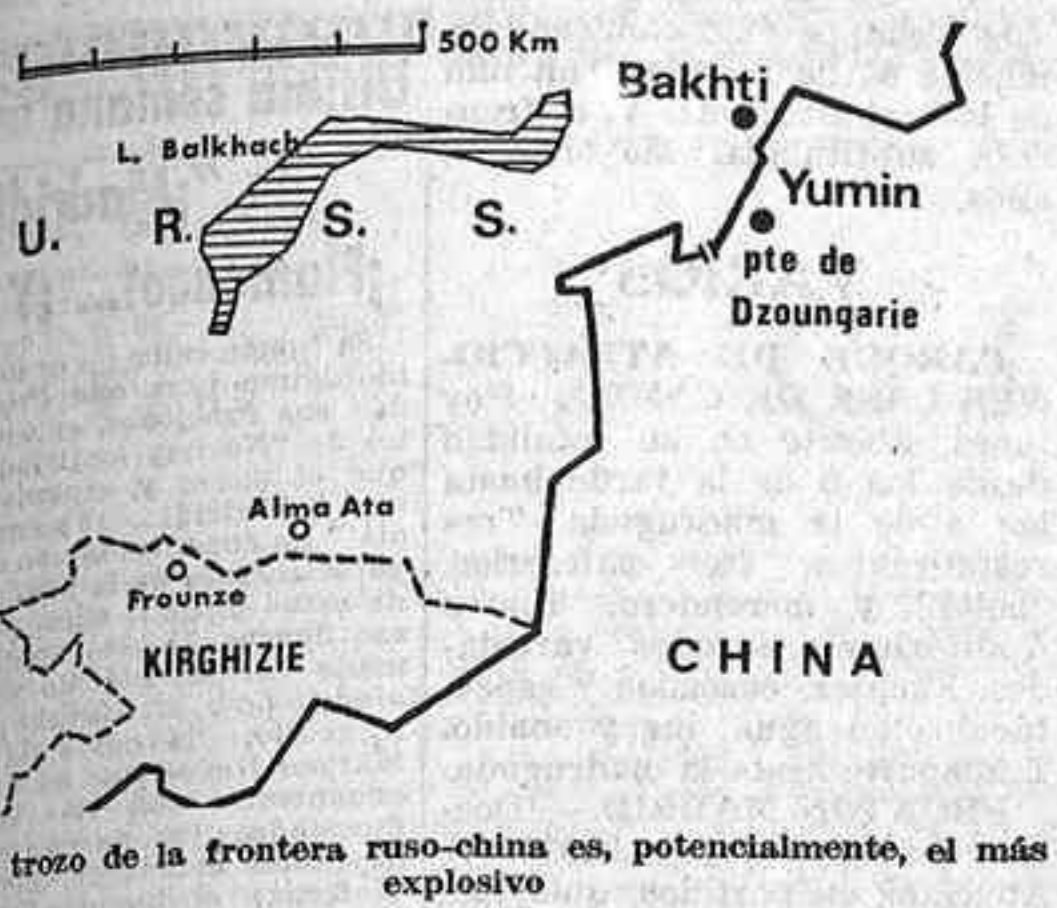 500 Km
Bakhti
L. Balkhach
Yumin
U. R. S. S.
pte de
Dzoungarie
Alma Ata
Frounze
KIRGHIZIE
CHINA
trozo de la frontera ruso-china es, potencialmente, el más
explosivo